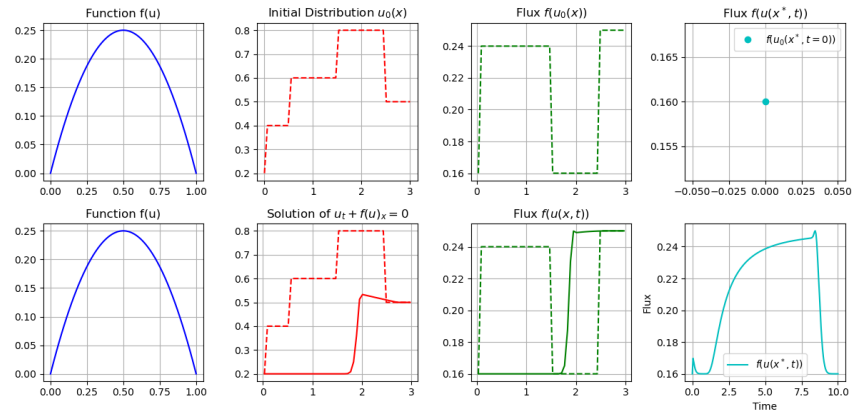 Function f(u)
Initial Distribution u₀(x)
Flux f(u₀(x))
Flux f(u(x*, t))
0.25
0.20
0.15
0.10
0.05
0.00
0.00 0.25 0.50 0.75 1.00
0.8
0.7
0.6
0.5
0.4
0.3
0.2
0 1 2 3
0.24
0.22
0.20
0.18
0.16
0 1 2 3
f(u₀(x*, t = 0))
0.165
0.160
0.155
−0.050 −0.025 0.000 0.025 0.050
Function f(u)
Solution of uₜ + f(u)ₓ = 0
Flux f(u(x, t))
0.25
0.20
0.15
0.10
0.05
0.00
0.00 0.25 0.50 0.75 1.00
0.8
0.7
0.6
0.5
0.4
0.3
0.2
0 1 2 3
0.24
0.22
0.20
0.18
0.16
0 1 2 3
Flux
0.24
0.22
0.20
0.18
0.16
f(u(x*, t))
0.0 2.5 5.0 7.5 10.0
Time